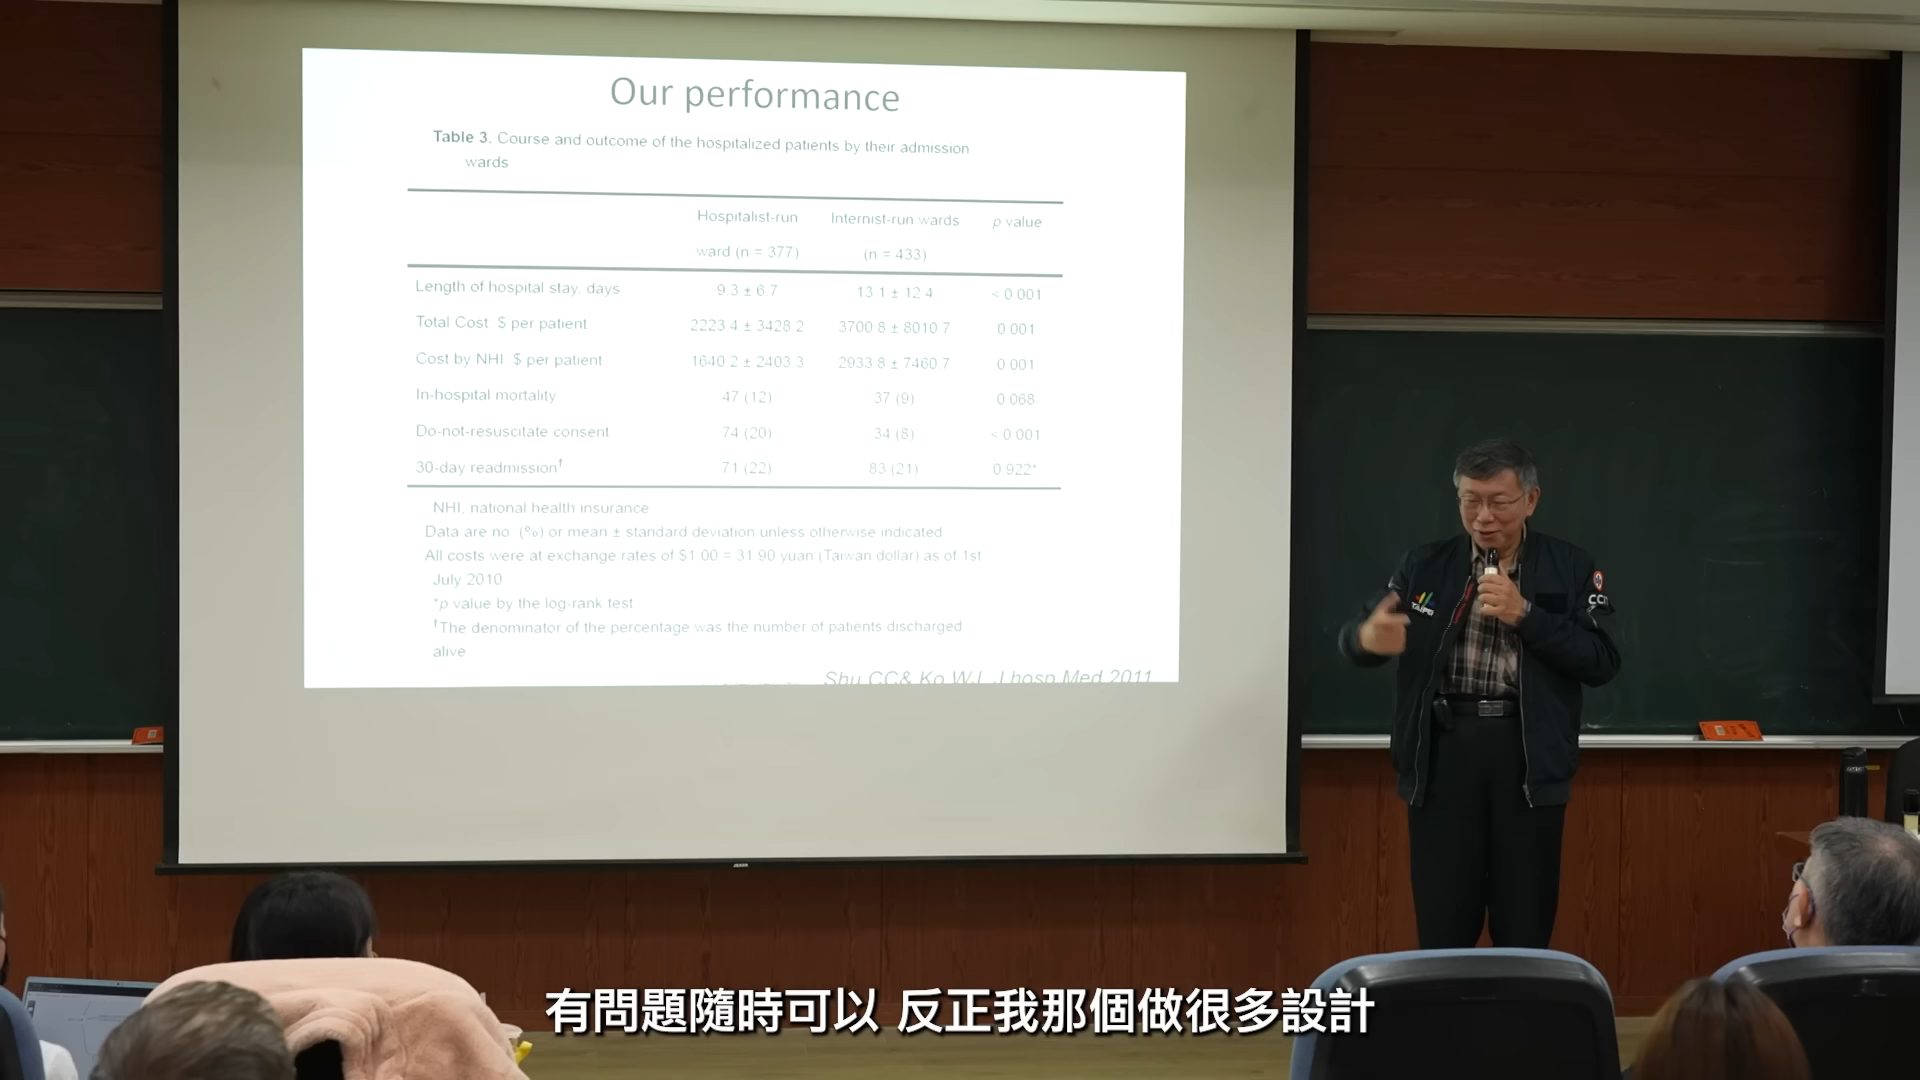 Our performance
Table 3. Course and outcome of the hospitalized patients by their admission
wards
Hospitalist-run Internist-run wards p value
ward (n = 377) (n = 433)
Length of hospital stay, days 9.3 ± 6.7 13.1 ± 12.4 < 0.001
Total Cost, $ per patient 2223.4 ± 3428.2 3700.8 ± 8010.7 0.001
Cost by NHI, $ per patient 1640.2 ± 2403.3 2933.8 ± 7460.7 0.001
In-hospital mortality 47 (12) 37 (9) 0.068
Do-not-resuscitate consent 74 (20) 34 (8) < 0.001
30-day readmission† 71 (22) 83 (21) 0.922*
NHI, national health insurance
Data are no. (%) or mean ± standard deviation unless otherwise indicated
All costs were at exchange rates of $1.00 = 31.90 yuan (Taiwan dollar) as of 1st
July 2010
*p value by the log-rank test
†The denominator of the percentage was the number of patients discharged
alive
Shu CC& Ko WJ. J hosp Med 2011
TAIPEI
有問題隨時可以 反正我那個做很多設計